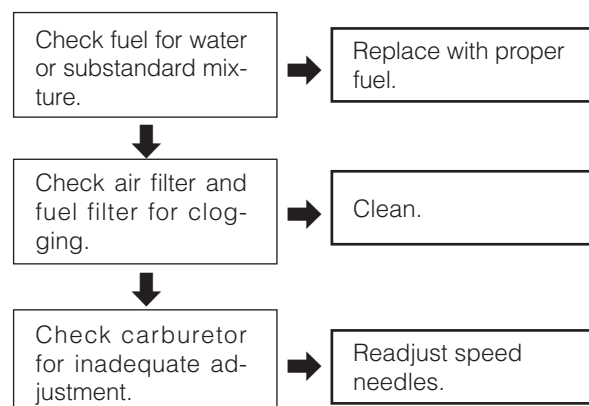 Check fuel for water
or substandard mix-
ture.
Replace with proper
fuel.
Check air filter and
fuel filter for clog-
ging.
Clean.
Check carburetor
for inadequate ad-
justment.
Readjust speed
needles.